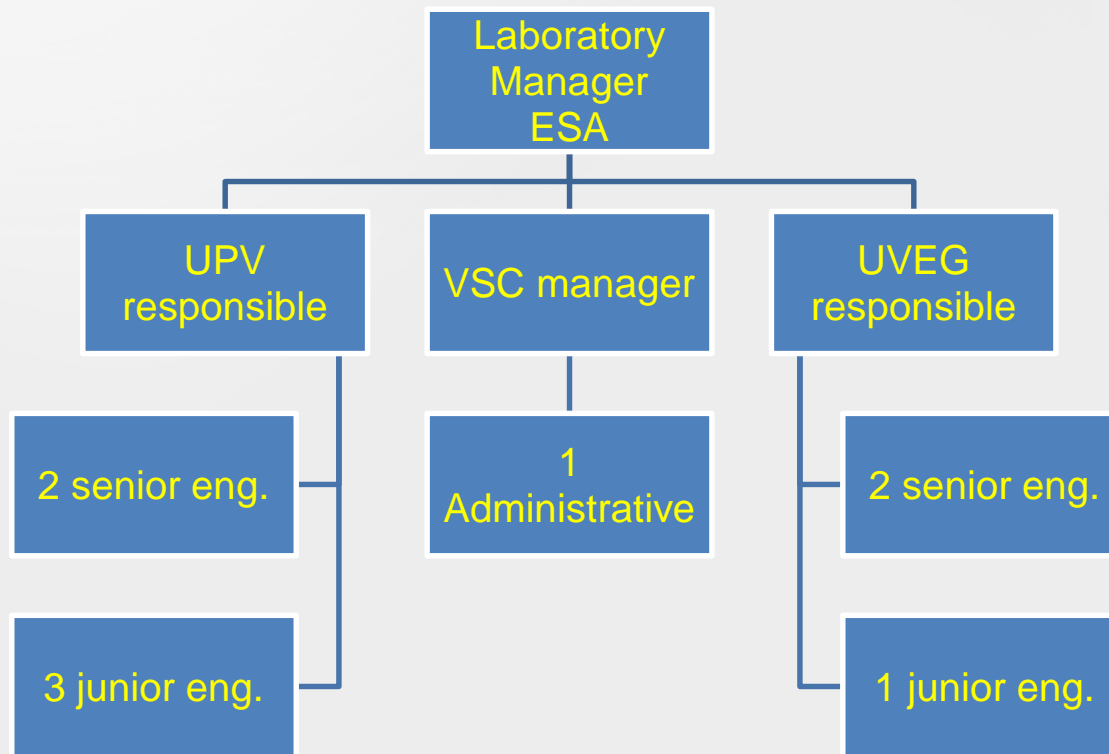 Laboratory
Manager
ESA
UPV
responsible
VSC manager
UVEG
responsible
2 senior eng.
1
Administrative
2 senior eng.
3 junior eng.
1 junior eng.